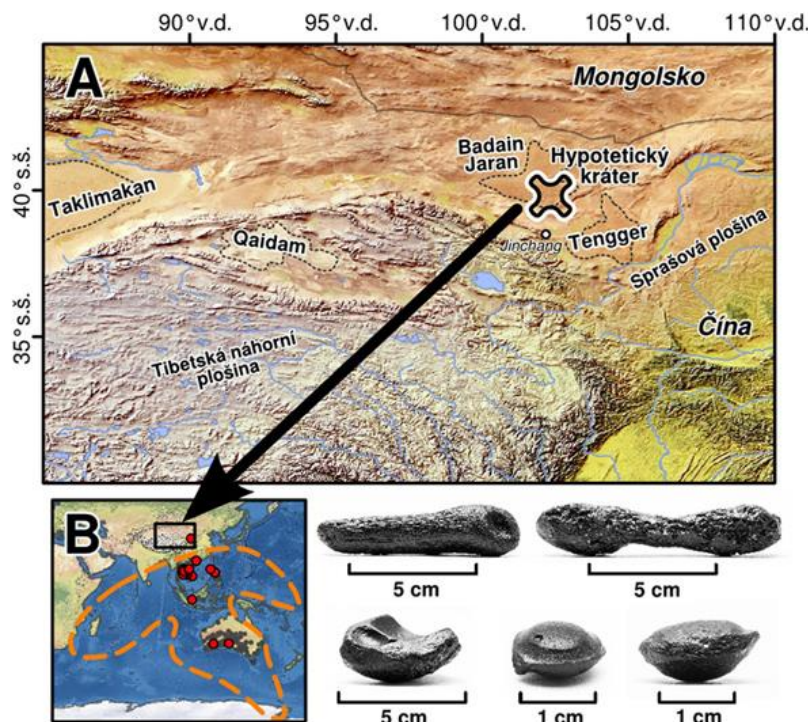 90°v.d. 95°v.d. 100°v.d. 105°v.d. 110°v.d.
A
Mongolsko
Badain
Jaran
Hypotetický
kráter
40°s.š.
Taklimakan
Qaidam
Jinchang
Tengger
Sprašová plošina
35°s.š.
Čína
Tibetská náhorní
plošina
B
5 cm 5 cm
5 cm 1 cm 1 cm